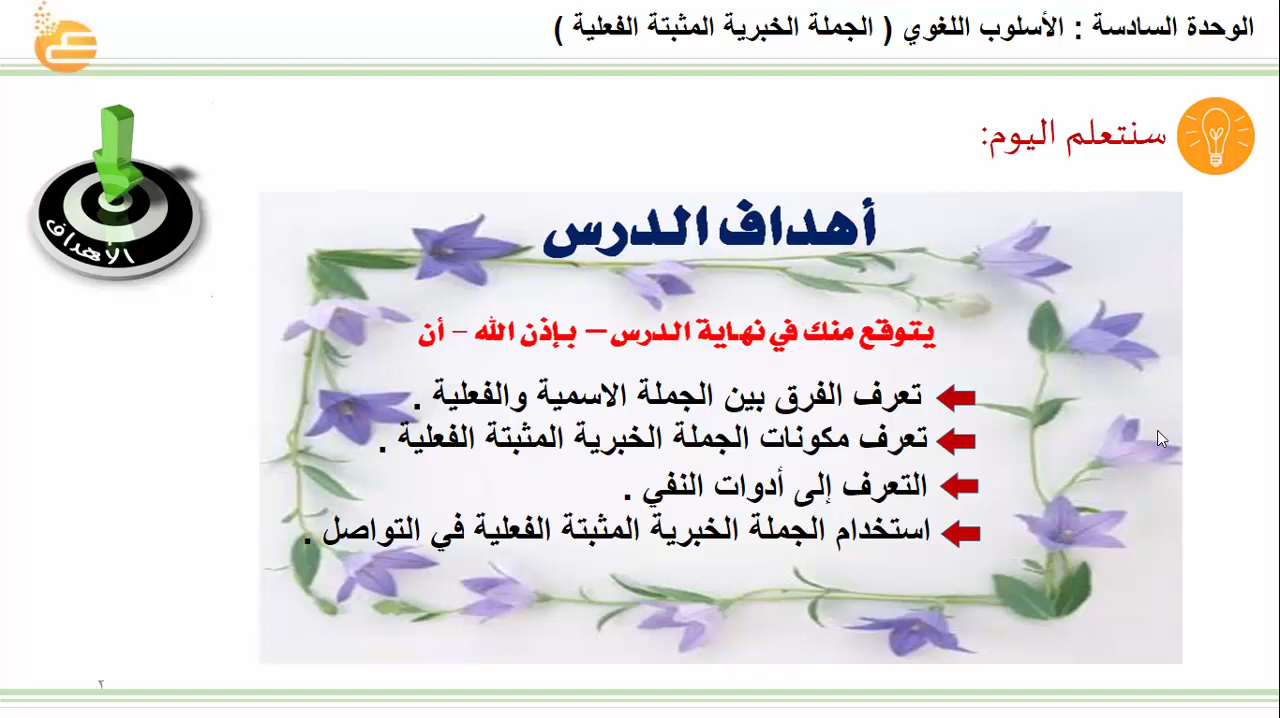 الوحدة السادسة : الأسلوب اللغوي ( الجملة الخبرية المثبتة الفعلية )
سنتعلم اليوم:
الأهداف
أهداف الدرس
يتوقع منك في نهاية الدرس – بإذن الله – أن
تعرف الفرق بين الجملة الاسمية والفعلية .
تعرف مكونات الجملة الخبرية المثبتة الفعلية .
التعرف إلى أدوات النفي .
استخدام الجملة الخبرية المثبتة الفعلية في التواصل .
٢